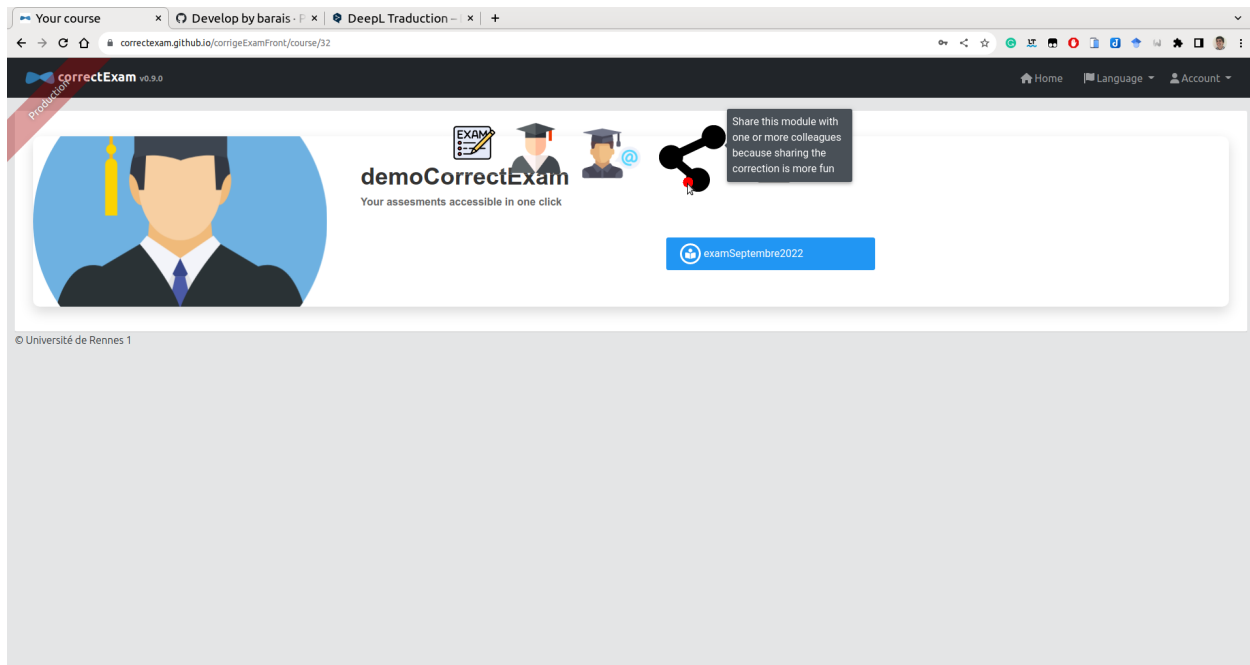 Your course
Develop by barais · P
DeepL Traduction –
correctexam.github.io/corrigeExamFront/course/32
correctExam v0.9.0
Home
Language
Account
Production
EXAM
@
Share this module with
one or more colleagues
because sharing the
correction is more fun
demoCorrectExam
Your assesments accessible in one click
examSeptembre2022
© Université de Rennes 1